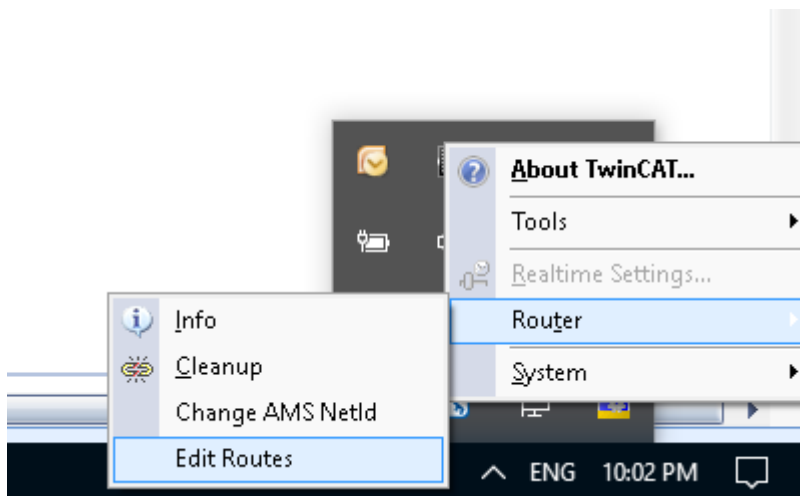 About TwinCAT...
Tools
Realtime Settings...
Router
System
Info
Cleanup
Change AMS NetId
Edit Routes
ENG 10:02 PM